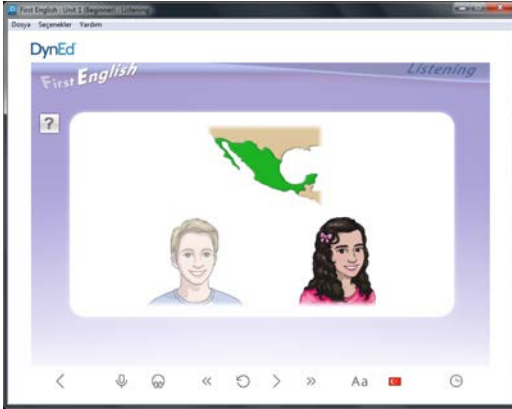 First English : Unit 1 (Beginner) : Listening
Dosya Seçenekler Yardım
DynEd
First English
Listening
?
Aa